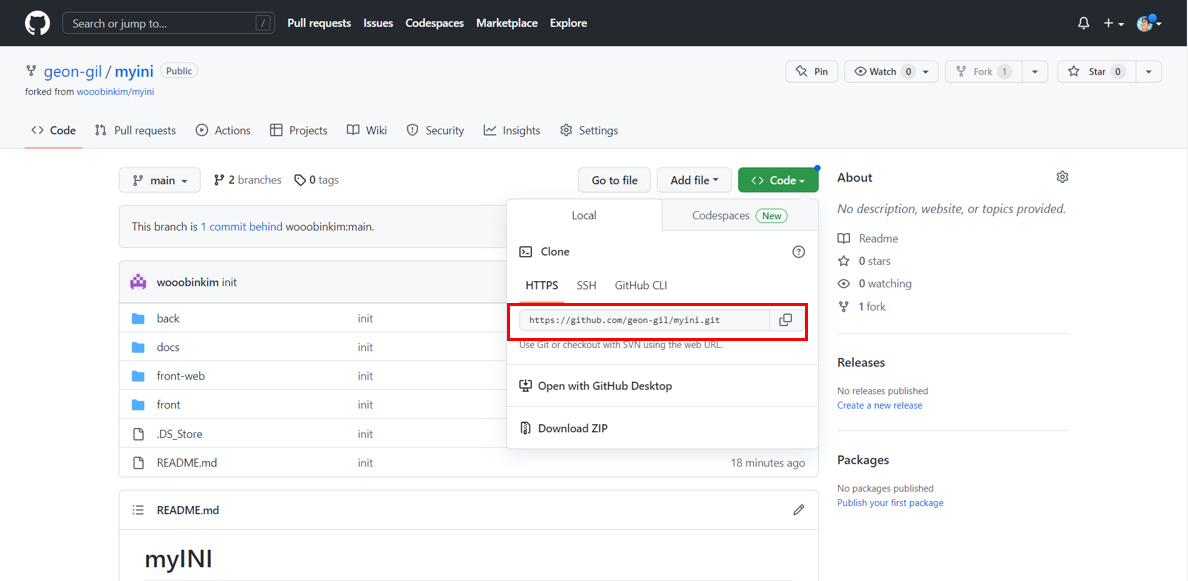 Search or jump to... / Pull requests Issues Codespaces Marketplace Explore
geon-gil / myini Public Pin Watch 0 Fork 1 Star 0
forked from wooobinkim/myini
Code Pull requests Actions Projects Wiki Security Insights Settings
main 2 branches 0 tags Go to file Add file Code About
Local Codespaces New No description, website, or topics provided.
This branch is 1 commit behind wooobinkim:main.
Readme
Clone
0 stars
wooobinkim init HTTPS SSH GitHub CLI 0 watching
1 fork
back init https://github.com/geon-gil/myini.git
docs init Use Git or checkout with SVN using the web URL.
Releases
front-web init Open with GitHub Desktop No releases published
front init Create a new release
.DS_Store init Download ZIP
README.md init 18 minutes ago Packages
No packages published
README.md Publish your first package
myINI